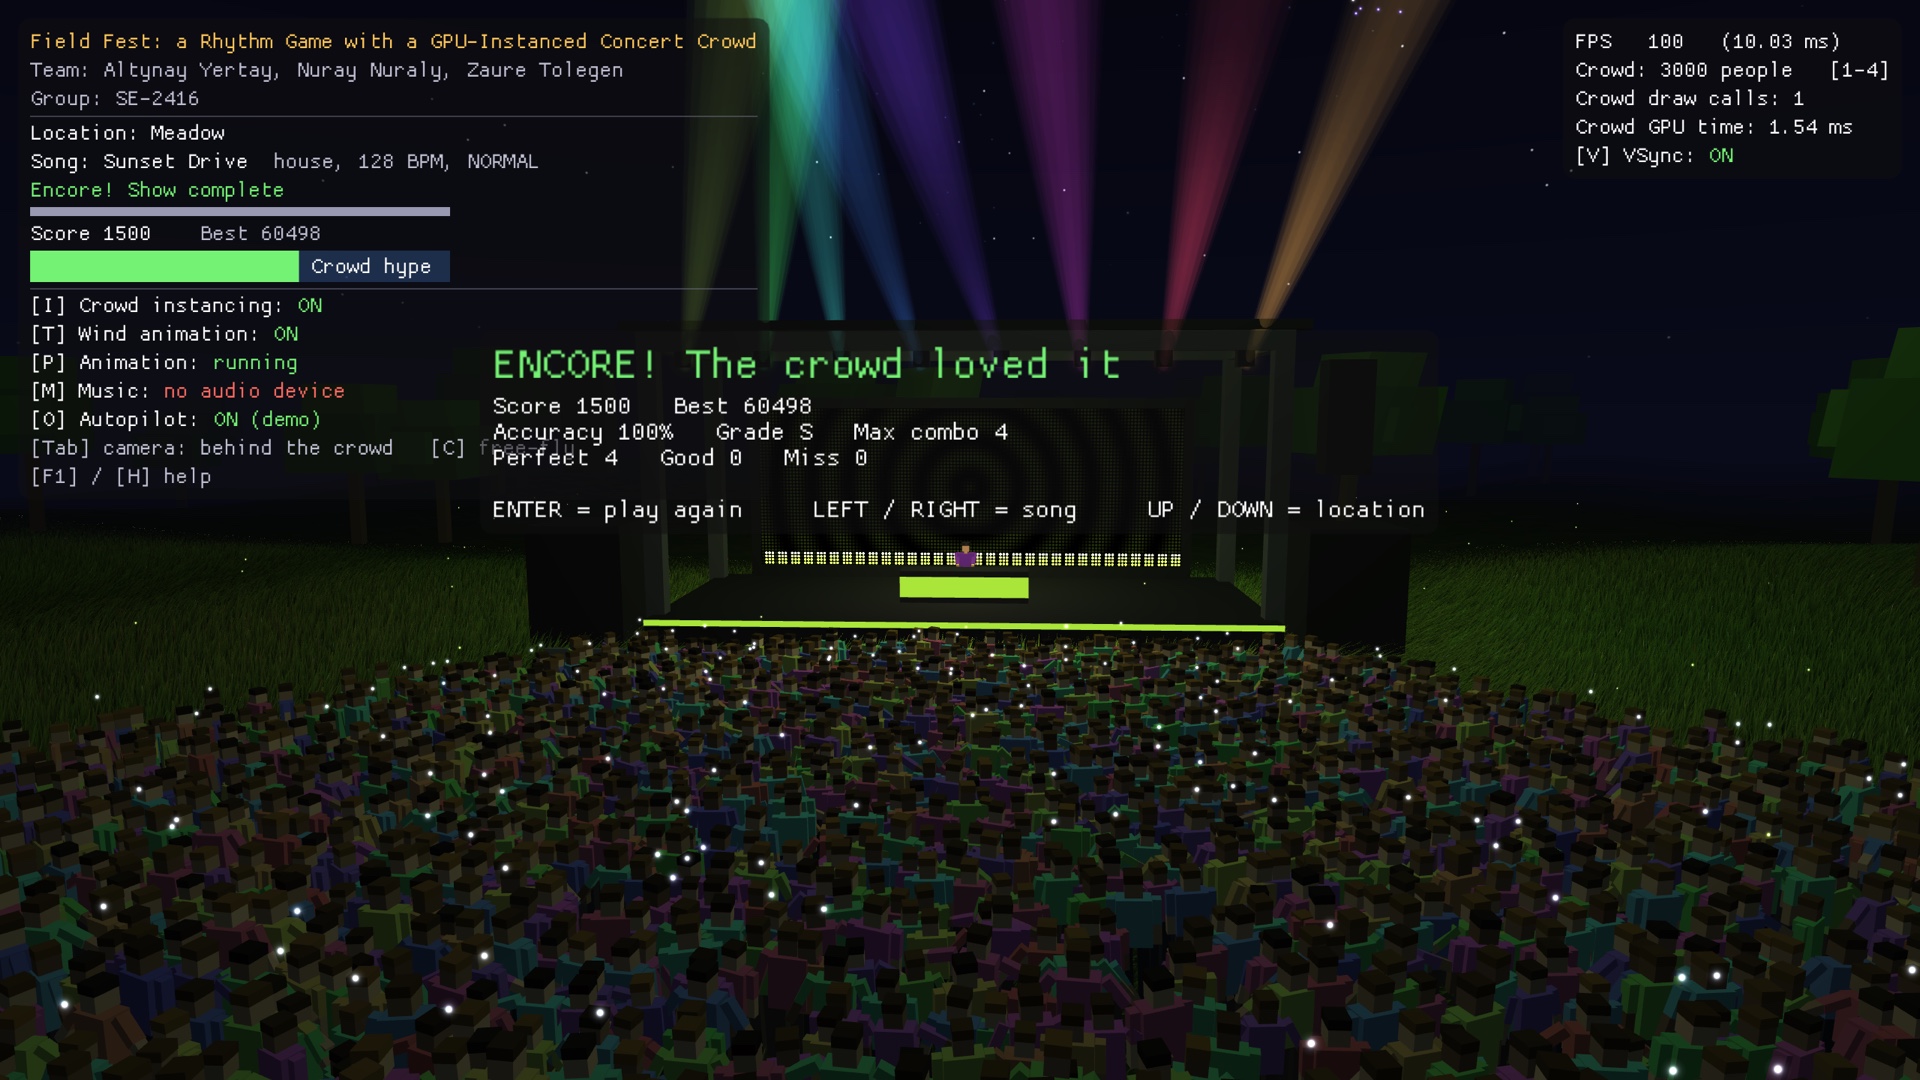 Field Fest: a Rhythm Game with a GPU-Instanced Concert Crowd
Team: Altynay Yertay, Nuray Nuraly, Zaure Tolegen
Group: SE-2416
Location: Meadow
Song: Sunset Drive house, 128 BPM, NORMAL
Encore! Show complete
Score 1500 Best 60498
Crowd hype
[I] Crowd instancing: ON
[T] Wind animation: ON
[P] Animation: running
[M] Music: no audio device
[O] Autopilot: ON (demo)
[Tab] camera: behind the crowd [C] free-fly
[F1] / [H] help
FPS 100 (10.03 ms)
Crowd: 3000 people [1-4]
Crowd draw calls: 1
Crowd GPU time: 1.54 ms
[V] VSync: ON
ENCORE! The crowd loved it
Score 1500 Best 60498
Accuracy 100% Grade S Max combo 4
Perfect 4 Good 0 Miss 0
ENTER = play again LEFT / RIGHT = song UP / DOWN = location